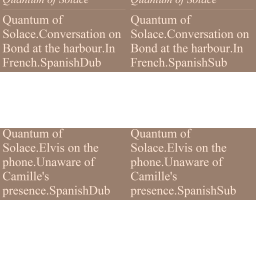 Quantum of Solace
Quantum of Solace
Quantum of
Solace.Conversation on
Bond at the harbour.In
French.SpanishDub
Quantum of
Solace.Conversation on
Bond at the harbour.In
French.SpanishSub
Quantum of
Solace.Elvis on the
phone.Unaware of
Camille's
presence.SpanishDub
Quantum of
Solace.Elvis on the
phone.Unaware of
Camille's
presence.SpanishSub